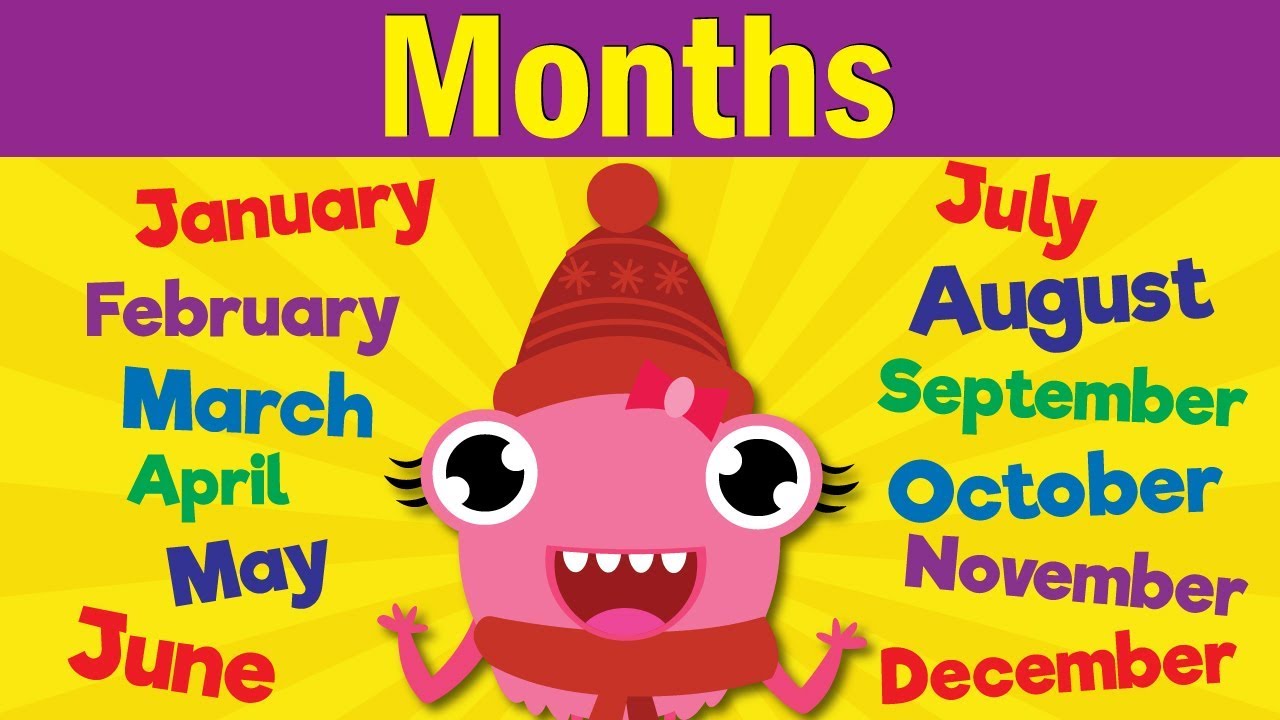 Months
January
February
March
April
May
June
July
August
September
October
November
December